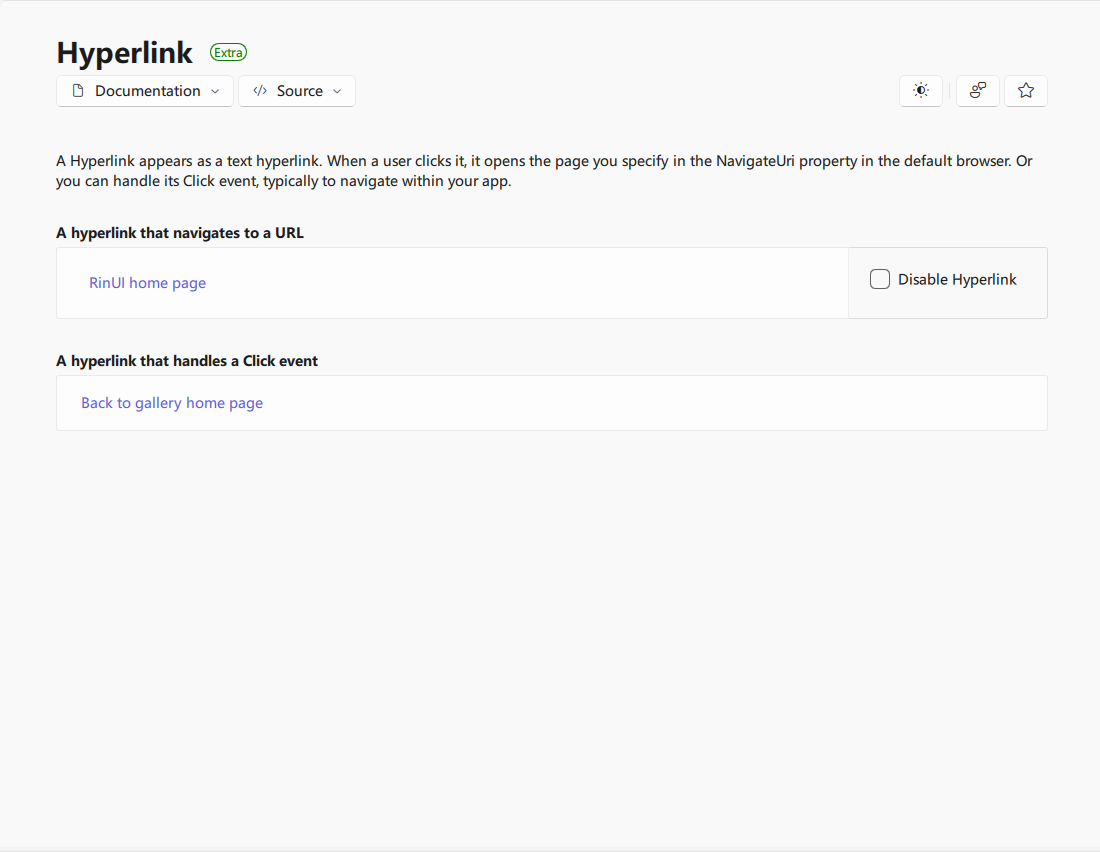 Hyperlink Extra
Documentation Source
A Hyperlink appears as a text hyperlink. When a user clicks it, it opens the page you specify in the NavigateUri property in the default browser. Or
you can handle its Click event, typically to navigate within your app.
A hyperlink that navigates to a URL
RinUI home page
Disable Hyperlink
A hyperlink that handles a Click event
Back to gallery home page